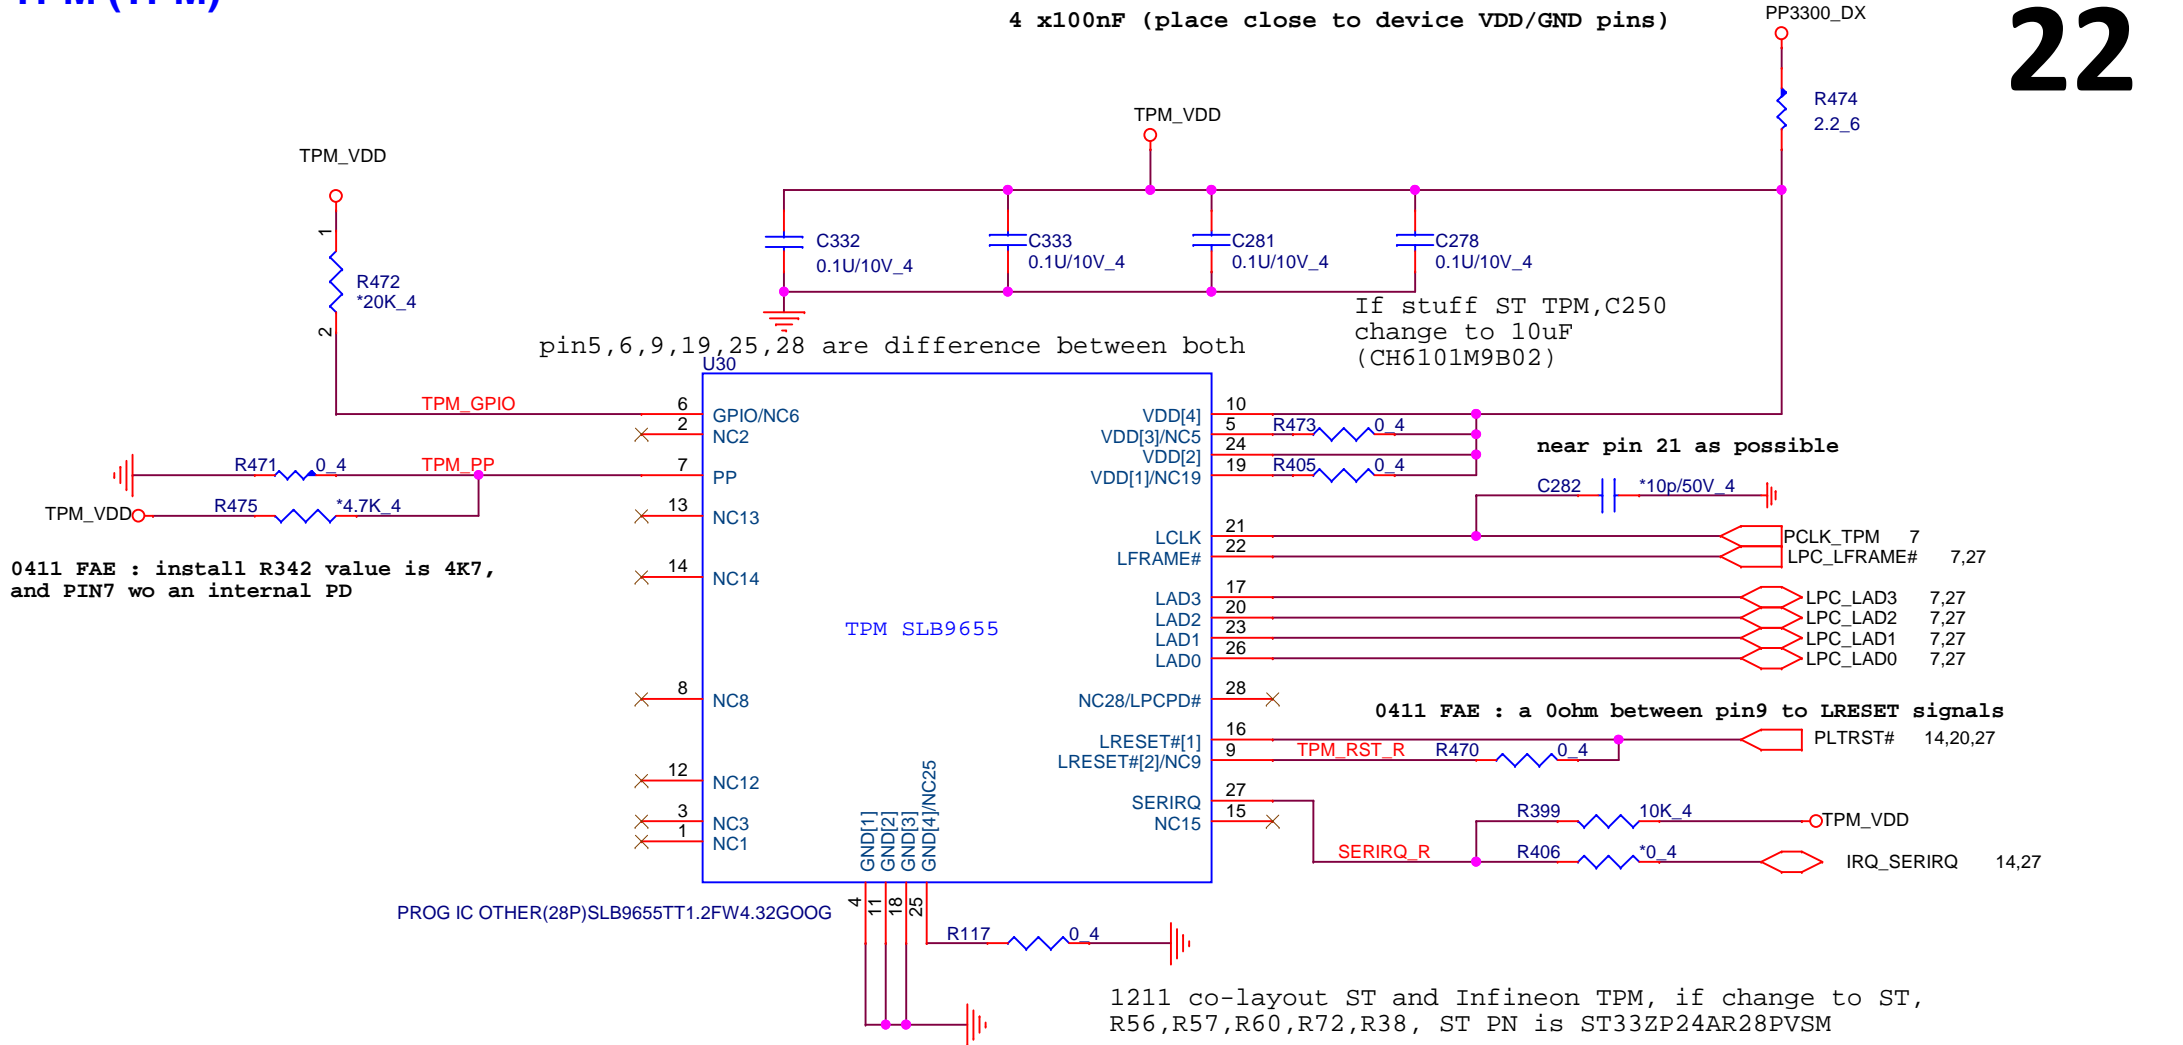 TPM (TPM)
4 x100nF (place close to device VDD/GND pins)
PP3300_DX
22
R474
2.2_6
TPM_VDD
TPM_VDD
1
R472
*20K_4
2
C332
0.1U/10V_4
C333
0.1U/10V_4
C281
0.1U/10V_4
C278
0.1U/10V_4
If stuff ST TPM,C250
change to 10uF
(CH6101M9B02)
pin5,6,9,19,25,28 are difference between both
U30
TPM_GPIO
6
GPIO/NC6
2
NC2
R471
0_4
TPM_PP
7
PP
TPM_VDD
R475
*4.7K_4
13
NC13
0411 FAE : install R342 value is 4K7,
and PIN7 wo an internal PD
14
NC14
TPM SLB9655
8
NC8
12
NC12
3
NC3
1
NC1
VDD[4]
10
VDD[3]/NC5
5
R473
0_4
VDD[2]
24
VDD[1]/NC19
19
R405
0_4
near pin 21 as possible
C282
*10p/50V_4
LCLK
21
PCLK_TPM 7
LFRAME#
22
LPC_LFRAME# 7,27
LAD3
17
LPC_LAD3 7,27
LAD2
20
LPC_LAD2 7,27
LAD1
23
LPC_LAD1 7,27
LAD0
26
LPC_LAD0 7,27
NC28/LPCPD#
28
0411 FAE : a 0ohm between pin9 to LRESET signals
LRESET#[1]
16
PLTRST# 14,20,27
LRESET#[2]/NC9
9
TPM_RST_R
R470
0_4
SERIRQ
27
NC15
15
R399
10K_4
TPM_VDD
SERIRQ_R
R406
*0_4
IRQ_SERIRQ 14,27
GND[1]
GND[2]
GND[3]
GND[4]/NC25
4
11
18
25
PROG IC OTHER(28P)SLB9655TT1.2FW4.32GOOG
R117
0_4
1211 co-layout ST and Infineon TPM, if change to ST,
R56,R57,R60,R72,R38, ST PN is ST33ZP24AR28PVSM